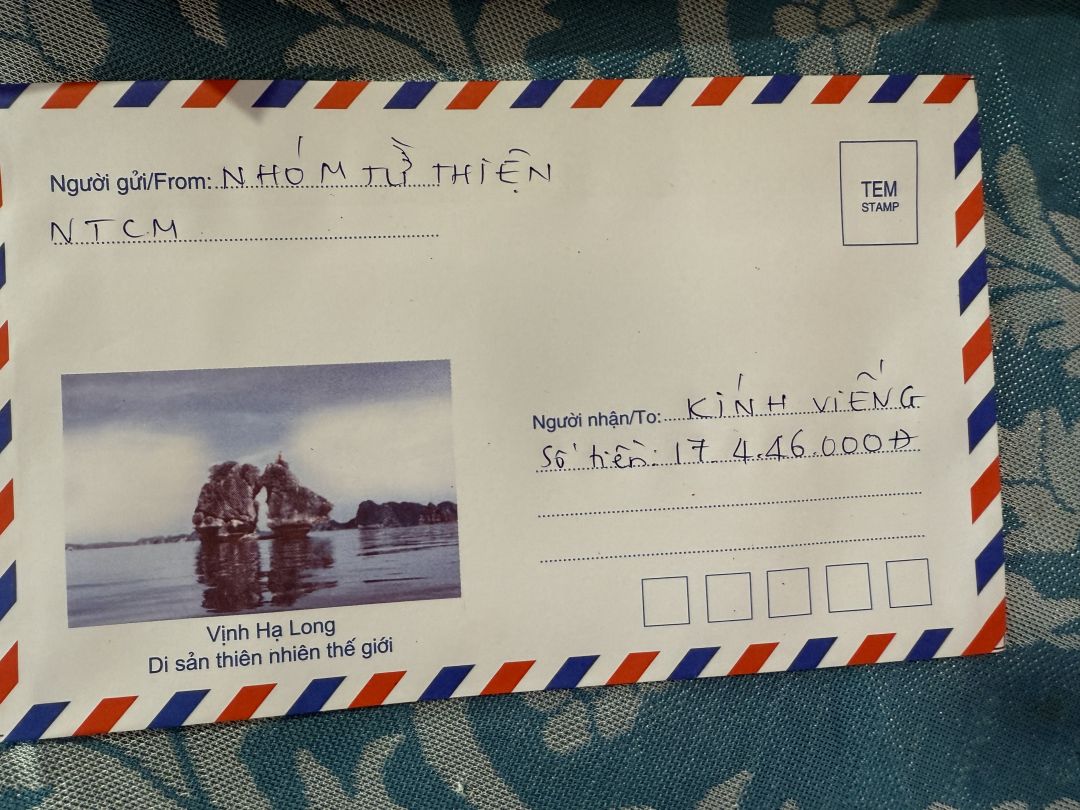 Người gửi/From: NHÓM TỪ THIỆN
NTCM
TEM
STAMP
Người nhận/To: KÍNH VIẾNG
Số tiền: 17.446.000Đ
Vịnh Hạ Long
Di sản thiên nhiên thế giới